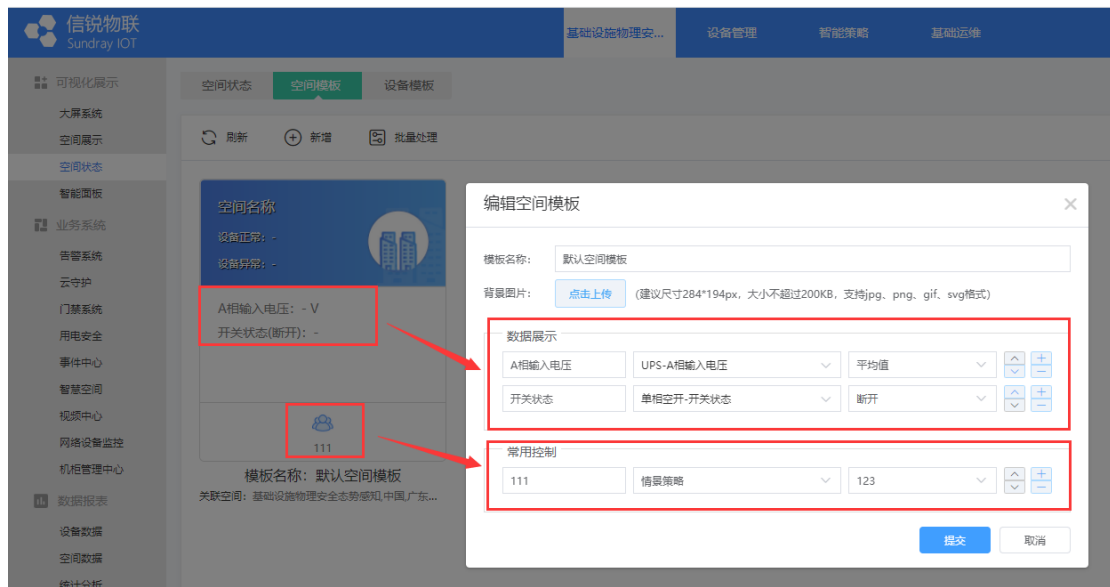 信锐物联
Sundray IOT
基础设施物理安...
设备管理
智能策略
基础运维
可视化展示
大屏系统
空间展示
空间状态
智能面板
业务系统
告警系统
云守护
门禁系统
用电安全
事件中心
智慧空间
视频中心
网络设备监控
机柜管理中心
数据报表
设备数据
空间数据
统计分析
空间状态
空间模板
设备模板
刷新
新增
批量处理
空间名称
设备正常: -
设备异常: -
A相输入电压: - V
开关状态(断开): -
111
模板名称: 默认空间模板
关联空间: 基础设施物理安全态势感知,中国,广东...
编辑空间模板
模板名称:
默认空间模板
背景图片:
点击上传
(建议尺寸284*194px，大小不超过200KB，支持jpg、png、gif、svg格式)
数据展示
A相输入电压
UPS-A相输入电压
平均值
开关状态
单相空开-开关状态
断开
常用控制
111
情景策略
123
提交
取消